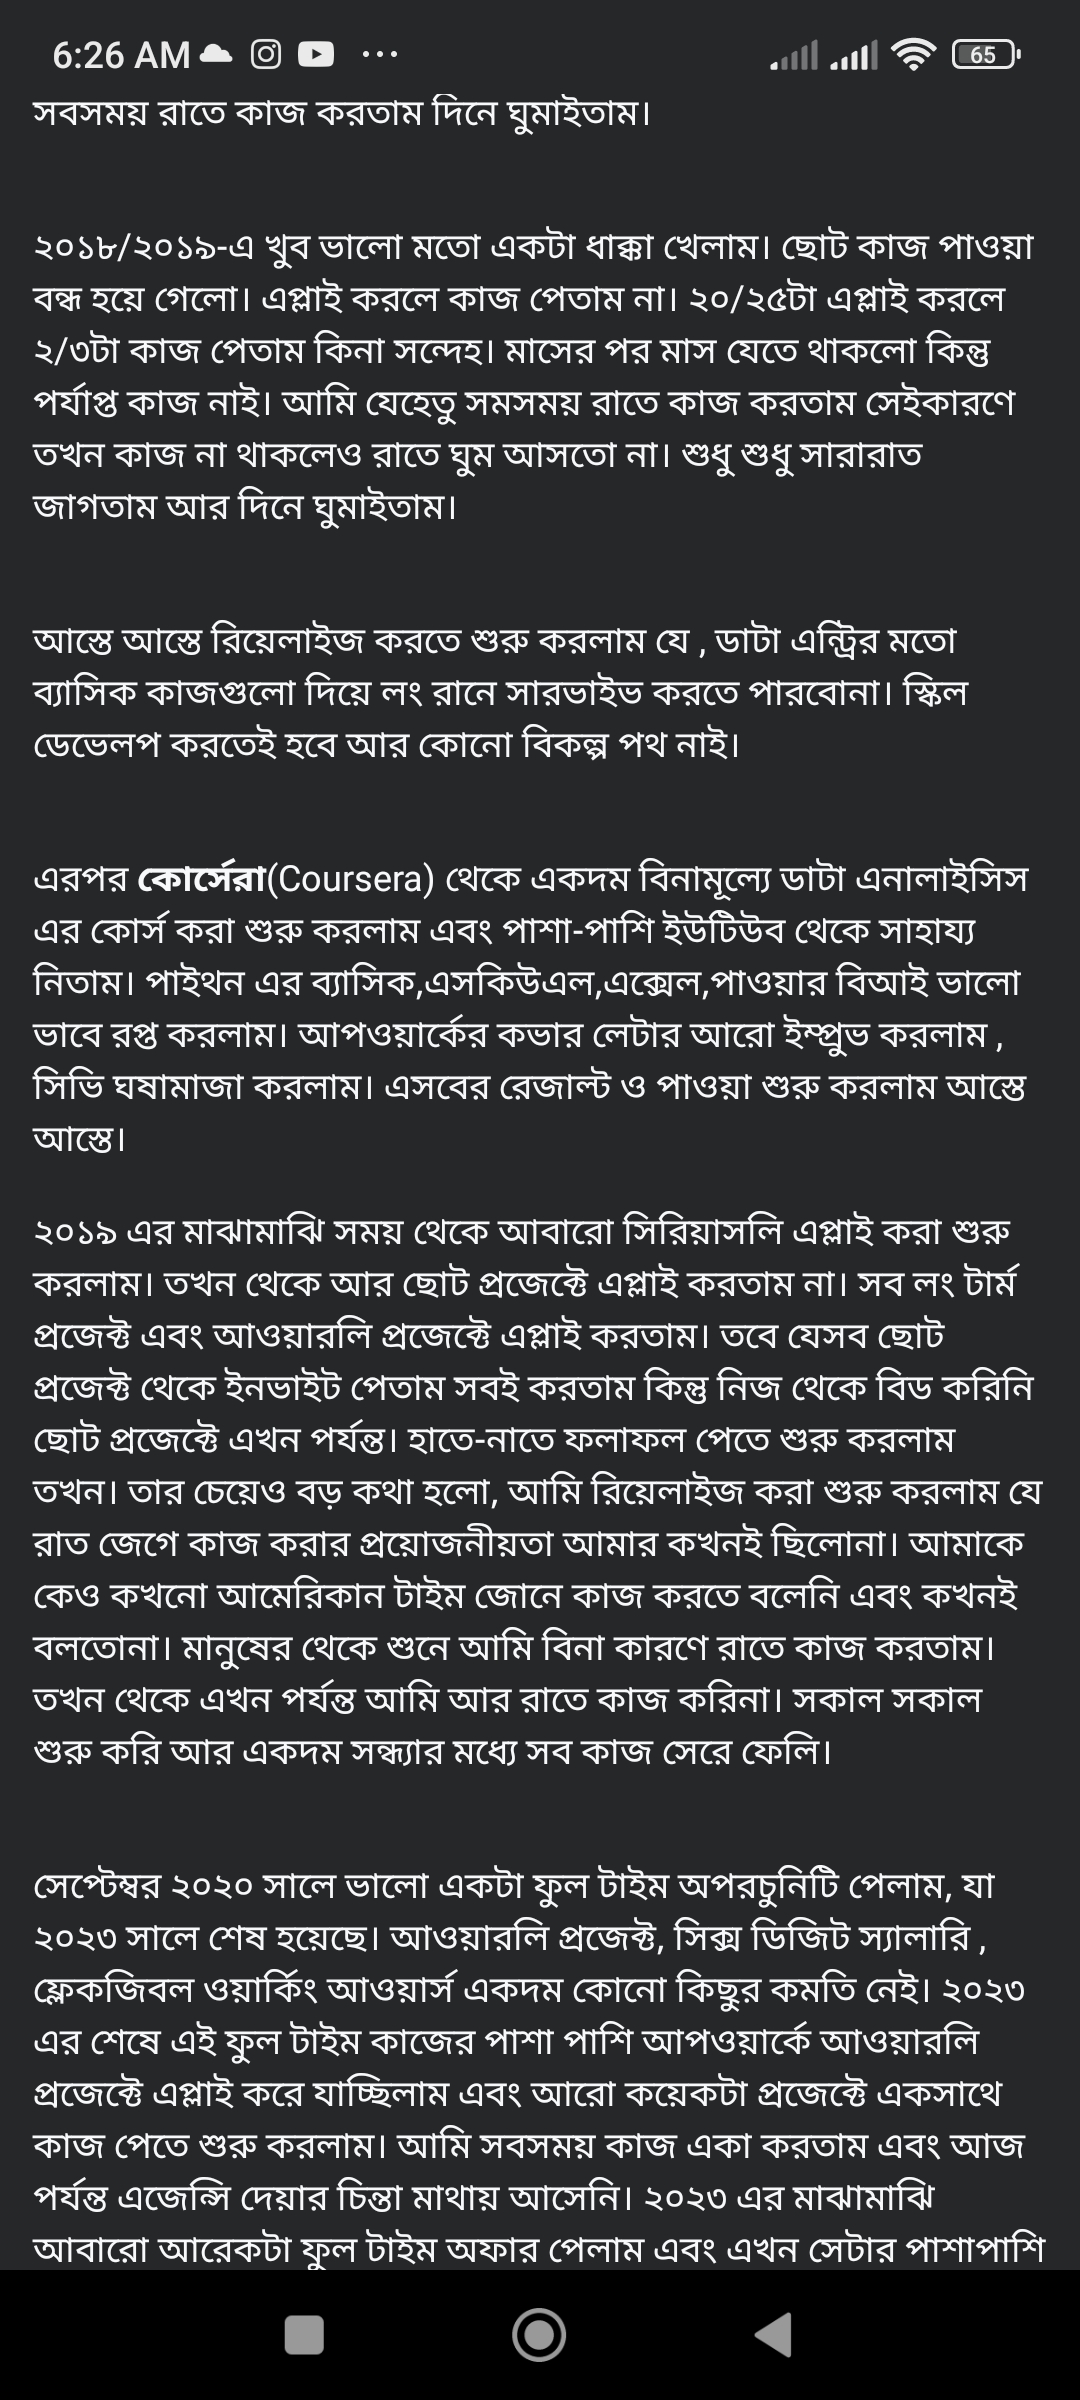 6:26 AM
65
সবসময় রাতে কাজ করতাম দিনে ঘুমাইতাম।
২০১৮/২০১৯-এ খুব ভালো মতো একটা ধাক্কা খেলাম। ছোট কাজ পাওয়া
বন্ধ হয়ে গেলো। এপ্লাই করলে কাজ পেতাম না। ২০/২৫টা এপ্লাই করলে
২/৩টা কাজ পেতাম কিনা সন্দেহ। মাসের পর মাস যেতে থাকলো কিন্তু
পর্যাপ্ত কাজ নাই। আমি যেহেতু সমসময় রাতে কাজ করতাম সেইকারণে
তখন কাজ না থাকলেও রাতে ঘুম আসতো না। শুধু শুধু সারারাত
জাগতাম আর দিনে ঘুমাইতাম।
আস্তে আস্তে রিয়েলাইজ করতে শুরু করলাম যে , ডাটা এন্ট্রির মতো
ব্যাসিক কাজগুলো দিয়ে লং রানে সারভাইভ করতে পারবোনা। স্কিল
ডেভেলপ করতেই হবে আর কোনো বিকল্প পথ নাই।
এরপর কোর্সেরা(Coursera) থেকে একদম বিনামূল্যে ডাটা এনালাইসিস
এর কোর্স করা শুরু করলাম এবং পাশা-পাশি ইউটিউব থেকে সাহায্য
নিতাম। পাইথন এর ব্যাসিক,এসকিউএল,এক্সেল,পাওয়ার বিআই ভালো
ভাবে রপ্ত করলাম। আপওয়ার্কের কভার লেটার আরো ইম্প্রুভ করলাম ,
সিভি ঘষামাজা করলাম। এসবের রেজাল্ট ও পাওয়া শুরু করলাম আস্তে
আস্তে।
২০১৯ এর মাঝামাঝি সময় থেকে আবারো সিরিয়াসলি এপ্লাই করা শুরু
করলাম। তখন থেকে আর ছোট প্রজেক্টে এপ্লাই করতাম না। সব লং টার্ম
প্রজেক্ট এবং আওয়ারলি প্রজেক্টে এপ্লাই করতাম। তবে যেসব ছোট
প্রজেক্ট থেকে ইনভাইট পেতাম সবই করতাম কিন্তু নিজ থেকে বিড করিনি
ছোট প্রজেক্টে এখন পর্যন্ত। হাতে-নাতে ফলাফল পেতে শুরু করলাম
তখন। তার চেয়েও বড় কথা হলো, আমি রিয়েলাইজ করা শুরু করলাম যে
রাত জেগে কাজ করার প্রয়োজনীয়তা আমার কখনই ছিলোনা। আমাকে
কেও কখনো আমেরিকান টাইম জোনে কাজ করতে বলেনি এবং কখনই
বলতোনা। মানুষের থেকে শুনে আমি বিনা কারণে রাতে কাজ করতাম।
তখন থেকে এখন পর্যন্ত আমি আর রাতে কাজ করিনা। সকাল সকাল
শুরু করি আর একদম সন্ধ্যার মধ্যে সব কাজ সেরে ফেলি।
সেপ্টেম্বর ২০২০ সালে ভালো একটা ফুল টাইম অপরচুনিটি পেলাম, যা
২০২৩ সালে শেষ হয়েছে। আওয়ারলি প্রজেক্ট, সিক্স ডিজিট স্যালারি ,
ফ্লেকজিবল ওয়ার্কিং আওয়ার্স একদম কোনো কিছুর কমতি নেই। ২০২৩
এর শেষে এই ফুল টাইম কাজের পাশা পাশি আপওয়ার্কে আওয়ারলি
প্রজেক্টে এপ্লাই করে যাচ্ছিলাম এবং আরো কয়েকটা প্রজেক্টে একসাথে
কাজ পেতে শুরু করলাম। আমি সবসময় কাজ একা করতাম এবং আজ
পর্যন্ত এজেন্সি দেয়ার চিন্তা মাথায় আসেনি। ২০২৩ এর মাঝামাঝি
আবারো আরেকটা ফুল টাইম অফার পেলাম এবং এখন সেটার পাশাপাশি